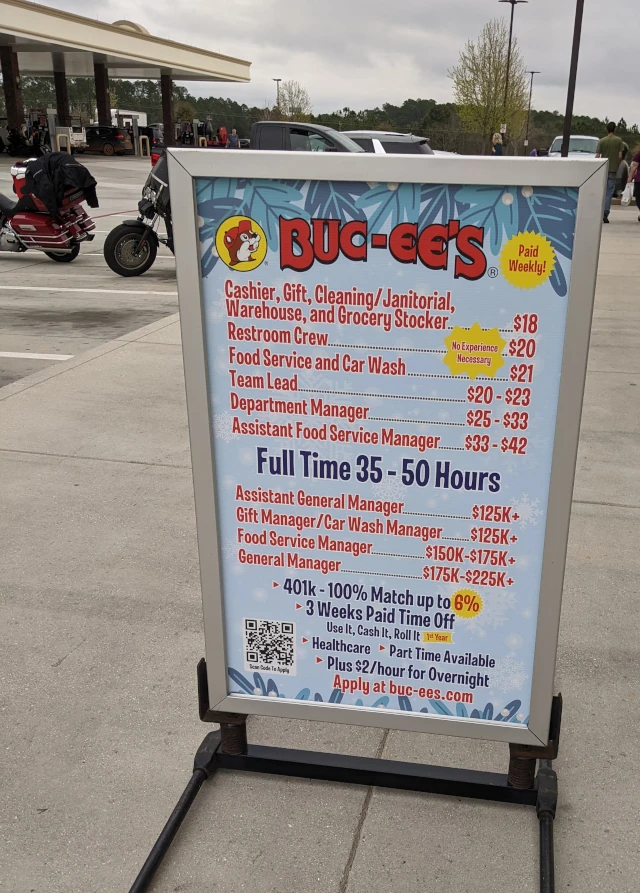 BUC-EE'S®
Paid
Weekly!
Cashier, Gift, Cleaning/Janitorial,
Warehouse, and Grocery Stocker........$18
Restroom Crew........$20
No Experience
Necessary
Food Service and Car Wash........$21
Team Lead........$20 - $23
Department Manager........$25 - $33
Assistant Food Service Manager........$33 - $42
Full Time 35 - 50 Hours
Assistant General Manager........$125K+
Gift Manager/Car Wash Manager........$125K+
Food Service Manager........$150K-$175K+
General Manager........$175K-$225K+
401k - 100% Match up to 6%
3 Weeks Paid Time Off
Use It, Cash It, Roll It 1st Year
Healthcare ▸ Part Time Available
Plus $2/hour for Overnight
Scan Code To Apply
Apply at buc-ees.com